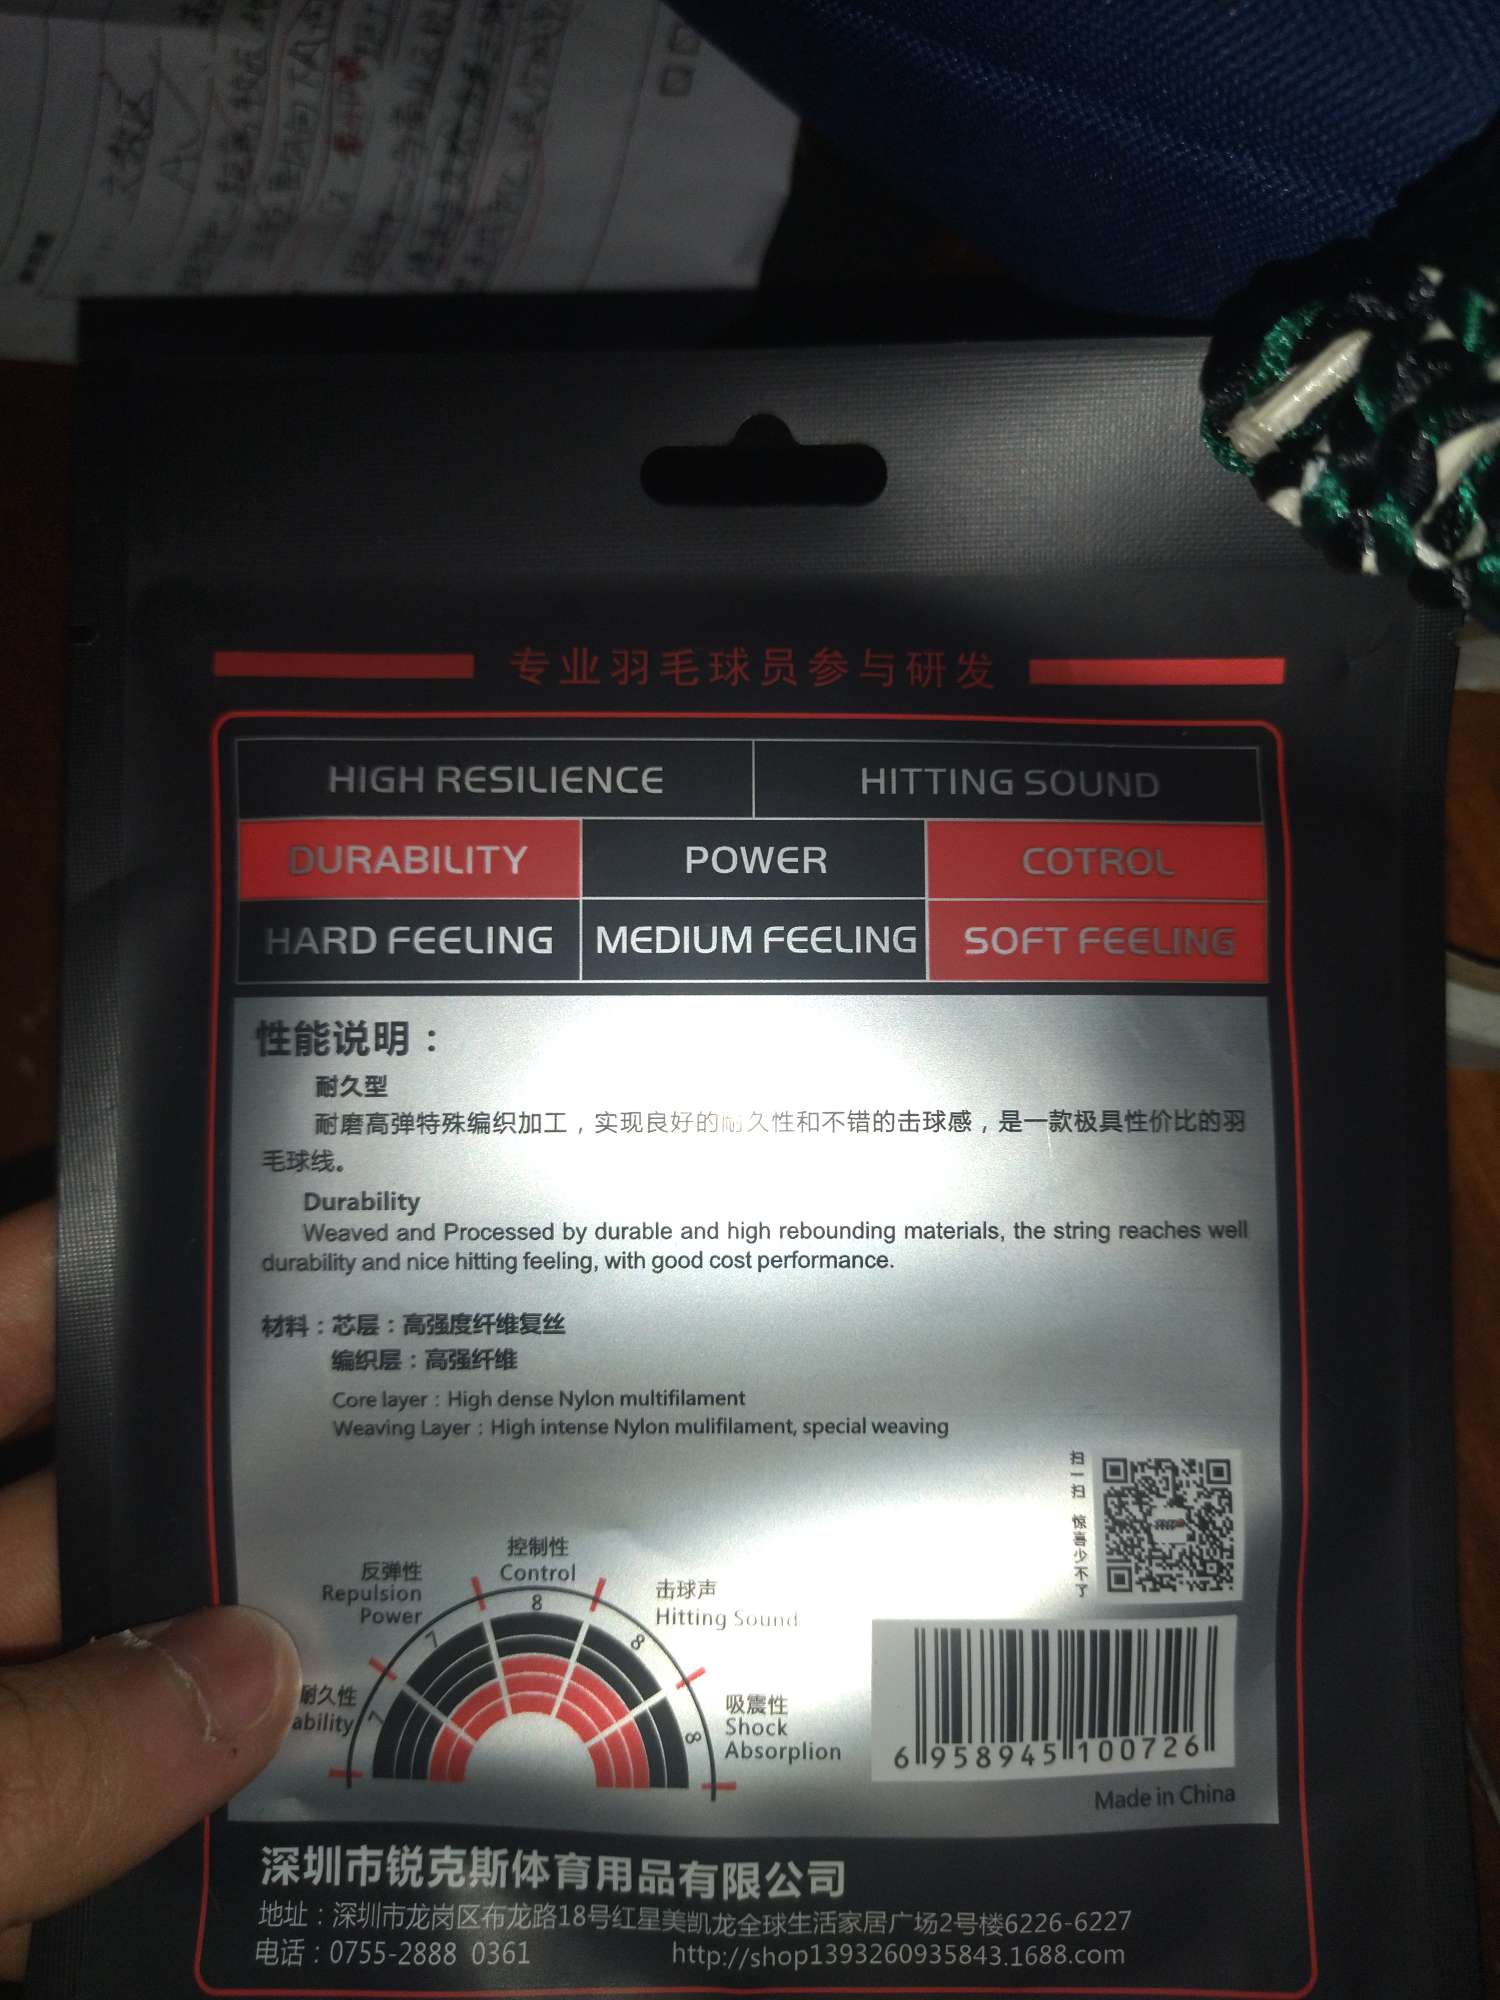 专业羽毛球员参与研发
HIGH RESILIENCE
HITTING SOUND
DURABILITY
POWER
COTROL
HARD FEELING
MEDIUM FEELING
SOFT FEELING
性能说明：
耐久型
耐磨高弹特殊编织加工，实现良好的耐久性和不错的击球感，是一款极具性价比的羽
毛球线。
Durability
Weaved and Processed by durable and high rebounding materials, the string reaches well
durability and nice hitting feeling, with good cost performance.
材料：芯层：高强度纤维复丝
编织层：高强纤维
Core layer：High dense Nylon multifilament
Weaving Layer：High intense Nylon mulifilament, special weaving
扫一扫 惊喜少不了
控制性
Control
反弹性
Repulsion
Power
击球声
Hitting Sound
耐久性
ability
吸震性
Shock
Absorplion
7
7
8
8
8
6 958945 100726
Made in China
深圳市锐克斯体育用品有限公司
地址：深圳市龙岗区布龙路18号红星美凯龙全球生活家居广场2号楼6226-6227
电话：0755-2888 0361
http://shop1393260935843.1688.com